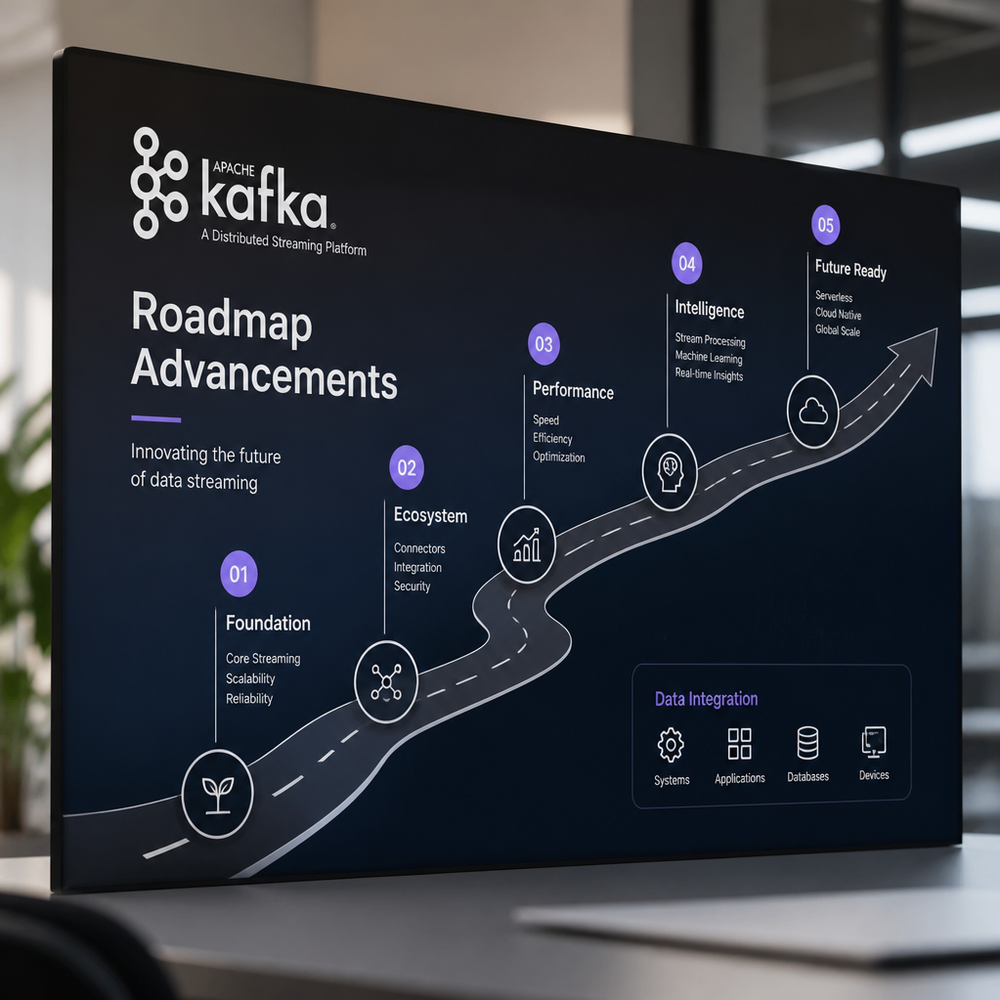 APACHE
kafka®
A Distributed Streaming Platform
Roadmap
Advancements
Innovating the future
of data streaming
01
Foundation
Core Streaming
Scalability
Reliability
02
Ecosystem
Connectors
Integration
Security
03
Performance
Speed
Efficiency
Optimization
04
Intelligence
Stream Processing
Machine Learning
Real-time Insights
05
Future Ready
Serverless
Cloud Native
Global Scale
Data Integration
Systems
Applications
Databases
Devices